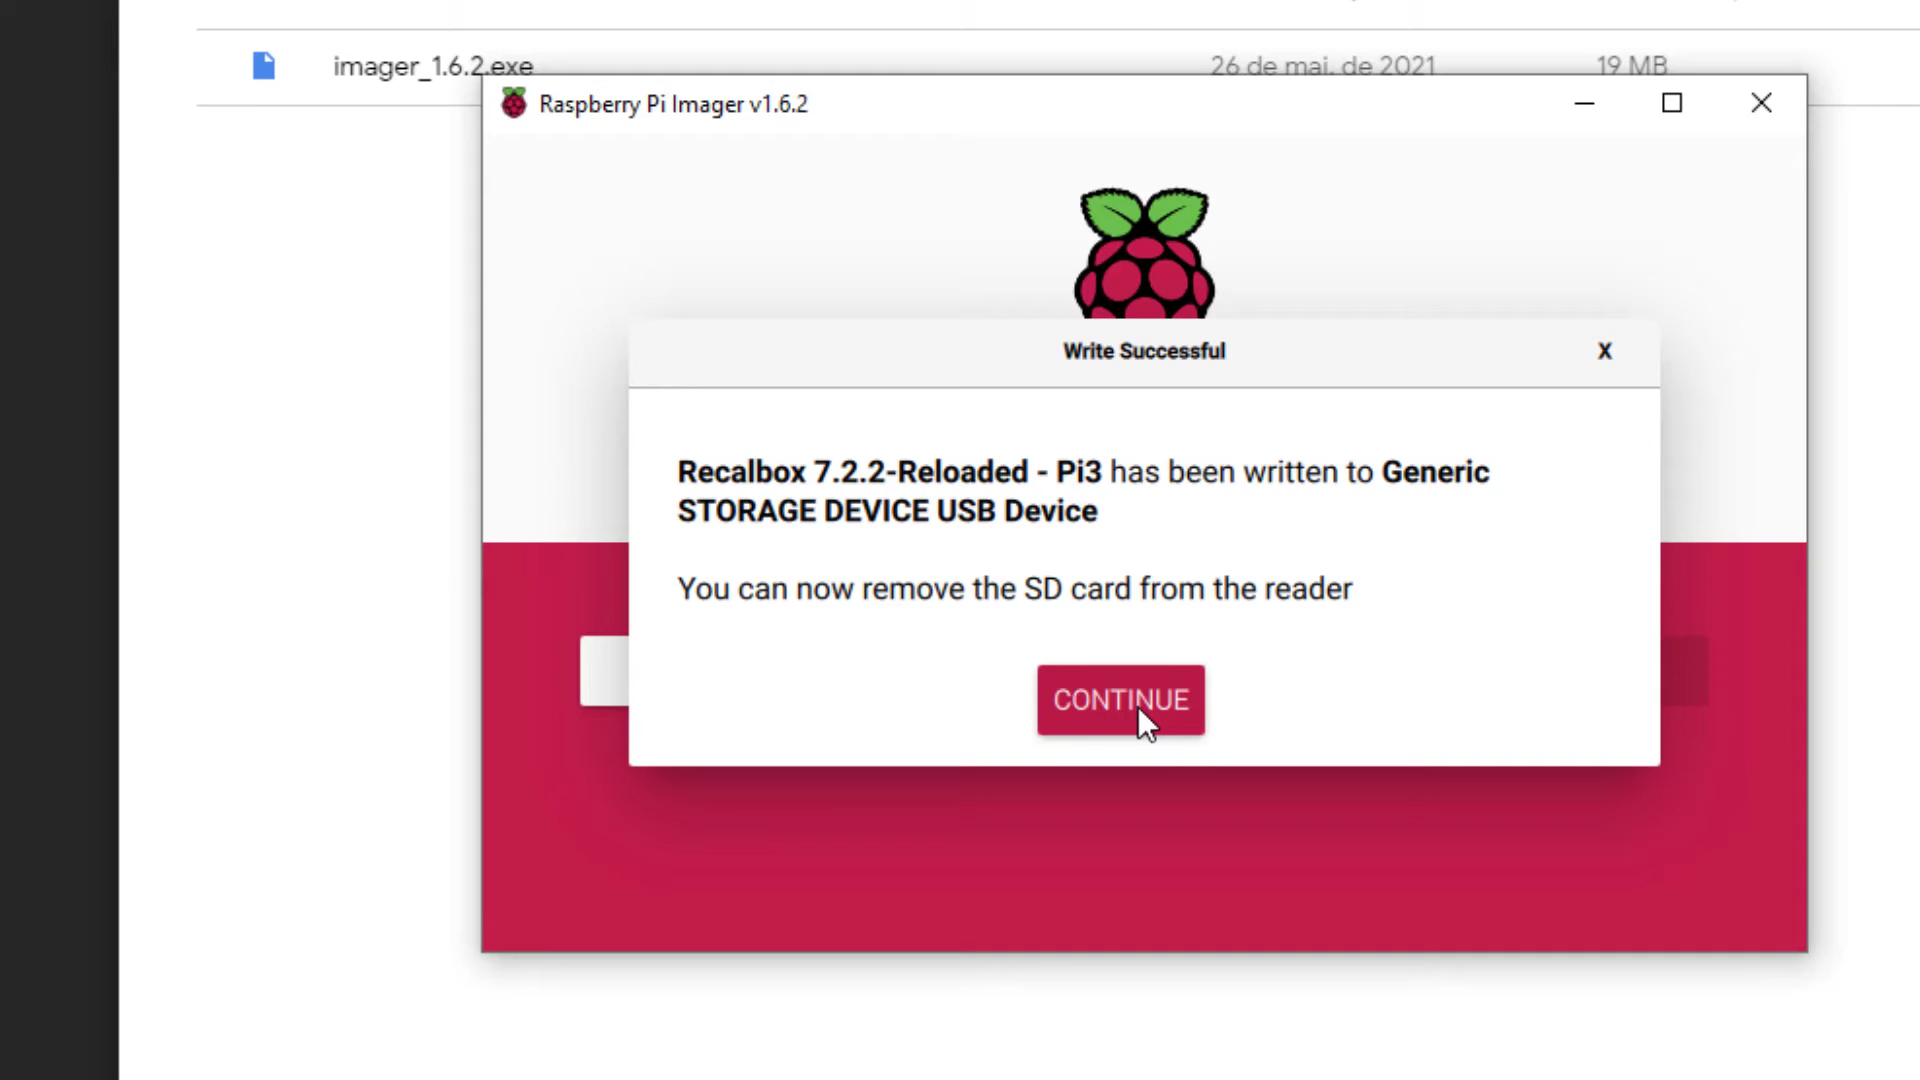 imager_1.6.2.exe 26 de mai. de 2021 19 MB
Raspberry Pi Imager v1.6.2
Write Successful X
Recalbox 7.2.2-Reloaded - Pi3 has been written to Generic
STORAGE DEVICE USB Device
You can now remove the SD card from the reader
CONTINUE